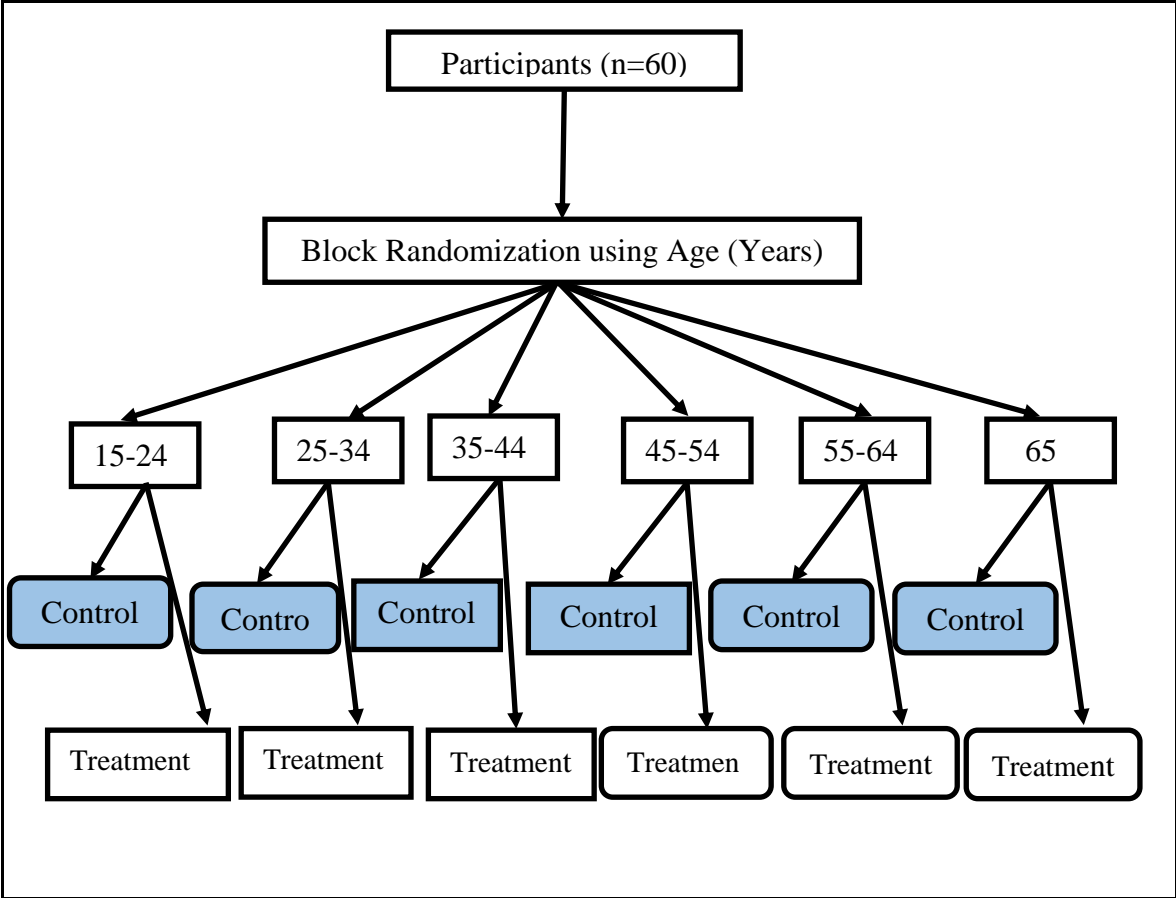 Participants (n=60)
Block Randomization using Age (Years)
15-24
25-34
35-44
45-54
55-64
65
Control
Contro
Control
Control
Control
Control
Treatment
Treatment
Treatment
Treatmen
Treatment
Treatment